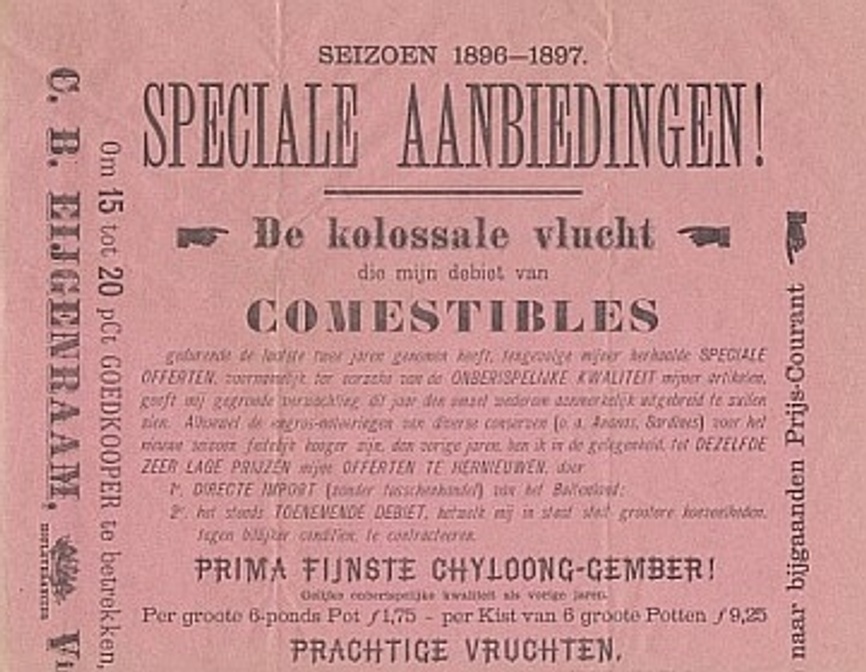 SEIZOEN 1896—1897.
SPECIALE AANBIEDINGEN!
De kolossale vlucht
die mijn debiet van
COMESTIBLES
gedurende de laatste twee jaren genomen heeft, tengevolge mijner herhaalde SPECIALE
OFFERTEN, voornamelijk ter oorzake van de ONBERISPELIJKE KWALITEIT mijner artikelen,
geeft mij gegronde verwachting, dit jaar den omzet wederom aanmerkelijk uitgebreid te zullen
zien. Alhoewel de engros-noteeringen van diverse conserven (o. a. Ananas, Sardines) voor het
nieuwe seizoen feitelijk hooger zijn, dan vorige jaren, ben ik in de gelegenheid, tot DEZELFDE
ZEER LAGE PRIJZEN mijne OFFERTEN TE HERNIEUWEN, door
1°. DIRECTE IMPORT (zonder tusschenhandel) van het Buitenland;
2°. het steeds TOENEMENDE DEBIET, hetwelk mij in staat stelt grootere hoeveelheden,
tegen billijker condities, te contracteeren.
PRIMA FIJNSTE CHYLOONG-GEMBER!
Gelijke onberispelijke kwaliteit als vorige jaren.
Per groote 6-ponds Pot ƒ 1,75 - per Kist van 6 groote Potten ƒ 9,25
PRACHTIGE VRUCHTEN.
C. B. EIJGENRAAM,
HOFLEVERANCIER
Om 15 tot 20 pCt GOEDKOOPER te betrekken,
naar bijgaanden Prijs-Courant